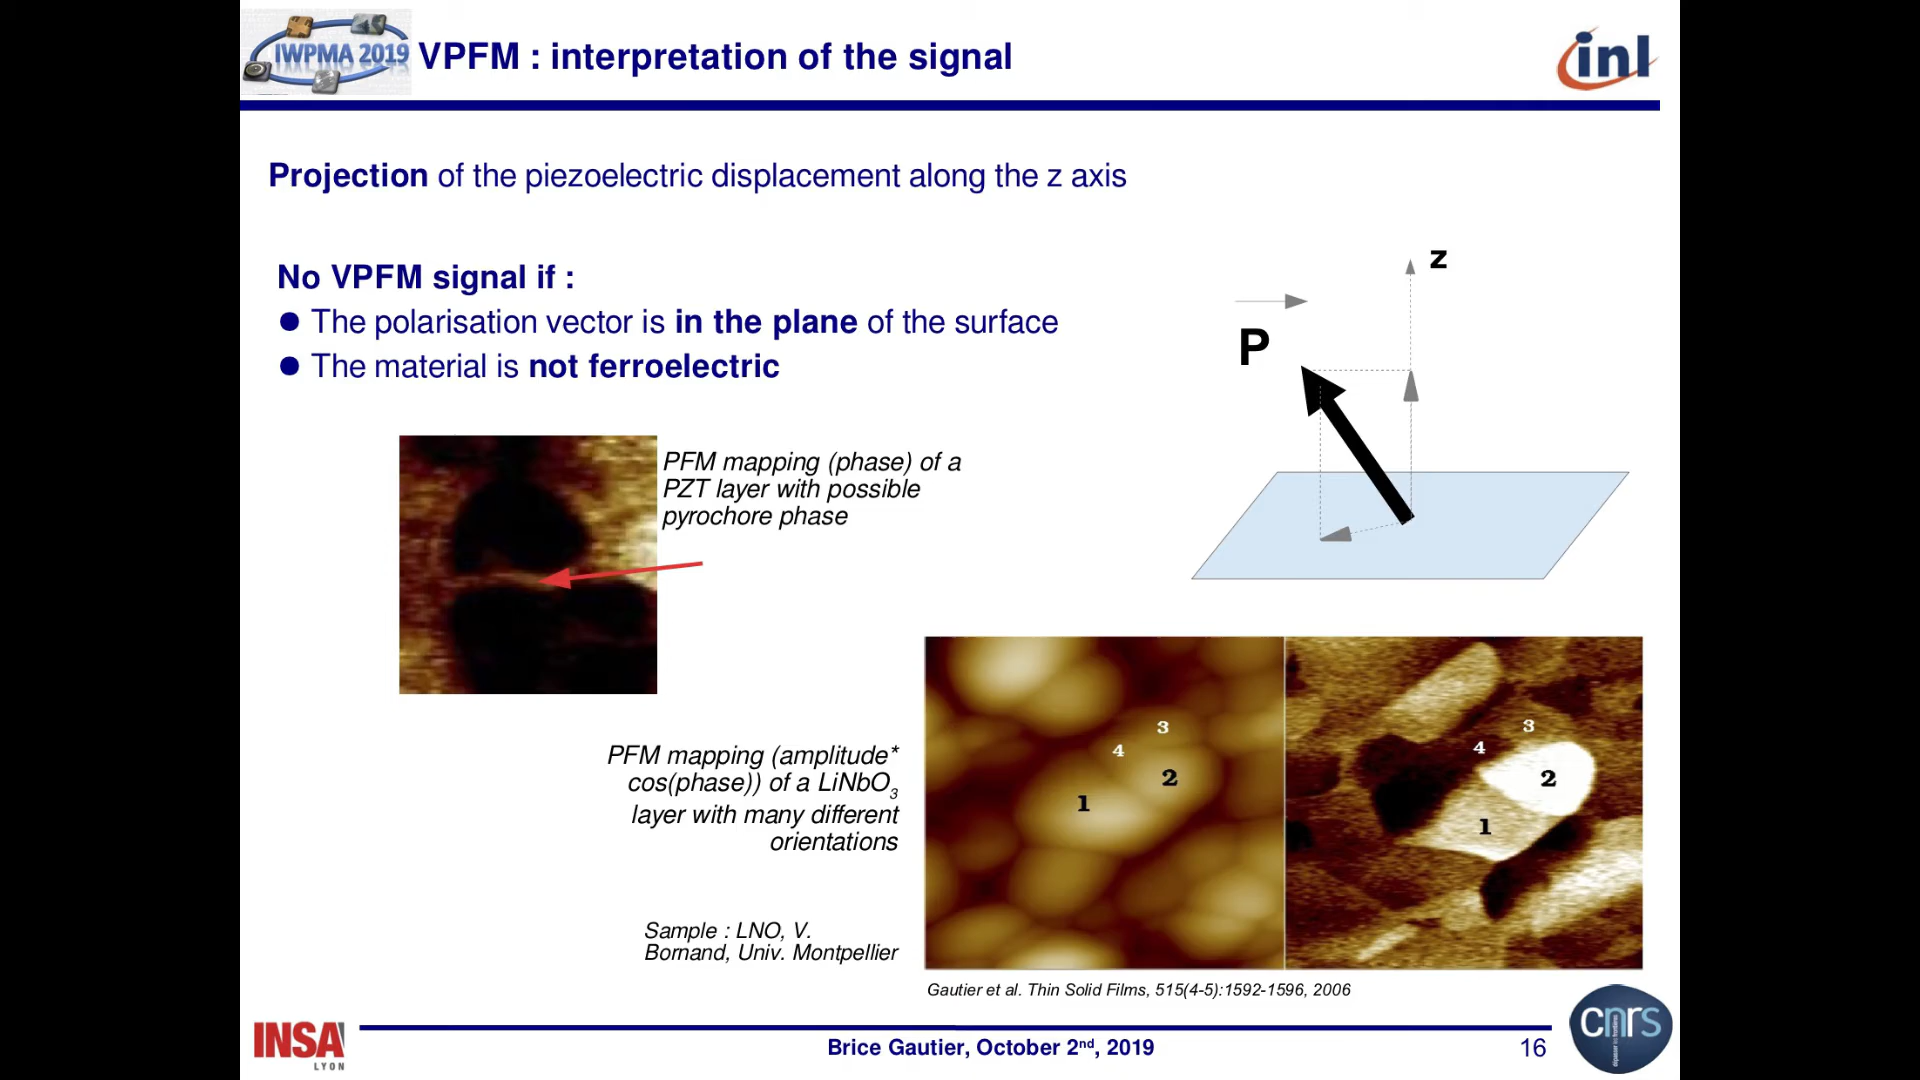 IWPMA 2019
VPFM : interpretation of the signal
inl
Projection of the piezoelectric displacement along the z axis
No VPFM signal if :
● The polarisation vector is in the plane of the surface
● The material is not ferroelectric
z
P
PFM mapping (phase) of a
PZT layer with possible
pyrochore phase
PFM mapping (amplitude*
cos(phase)) of a LiNbO3
layer with many different
orientations
3
4
2
1
3
4
2
1
Sample : LNO, V.
Bornand, Univ. Montpellier
Gautier et al. Thin Solid Films, 515(4-5):1592-1596, 2006
INSA
LYON
Brice Gautier, October 2nd, 2019
16
cnrs